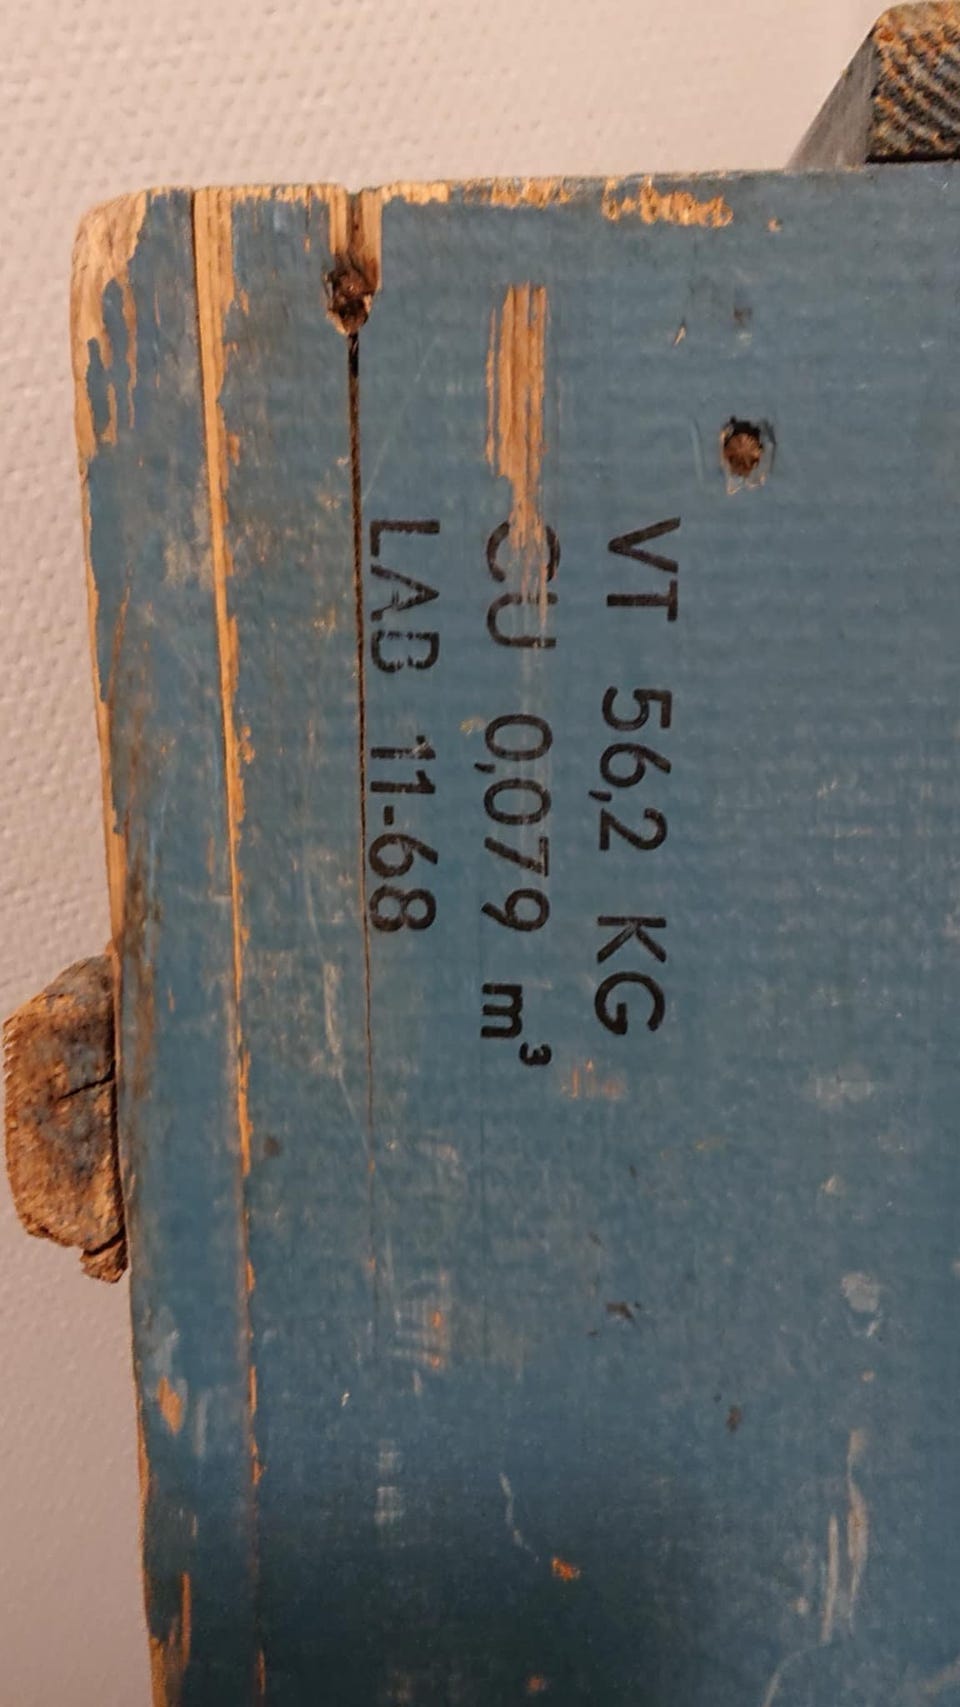 VT 56,2 KG
CU 0,079 m³
LAB 11-68